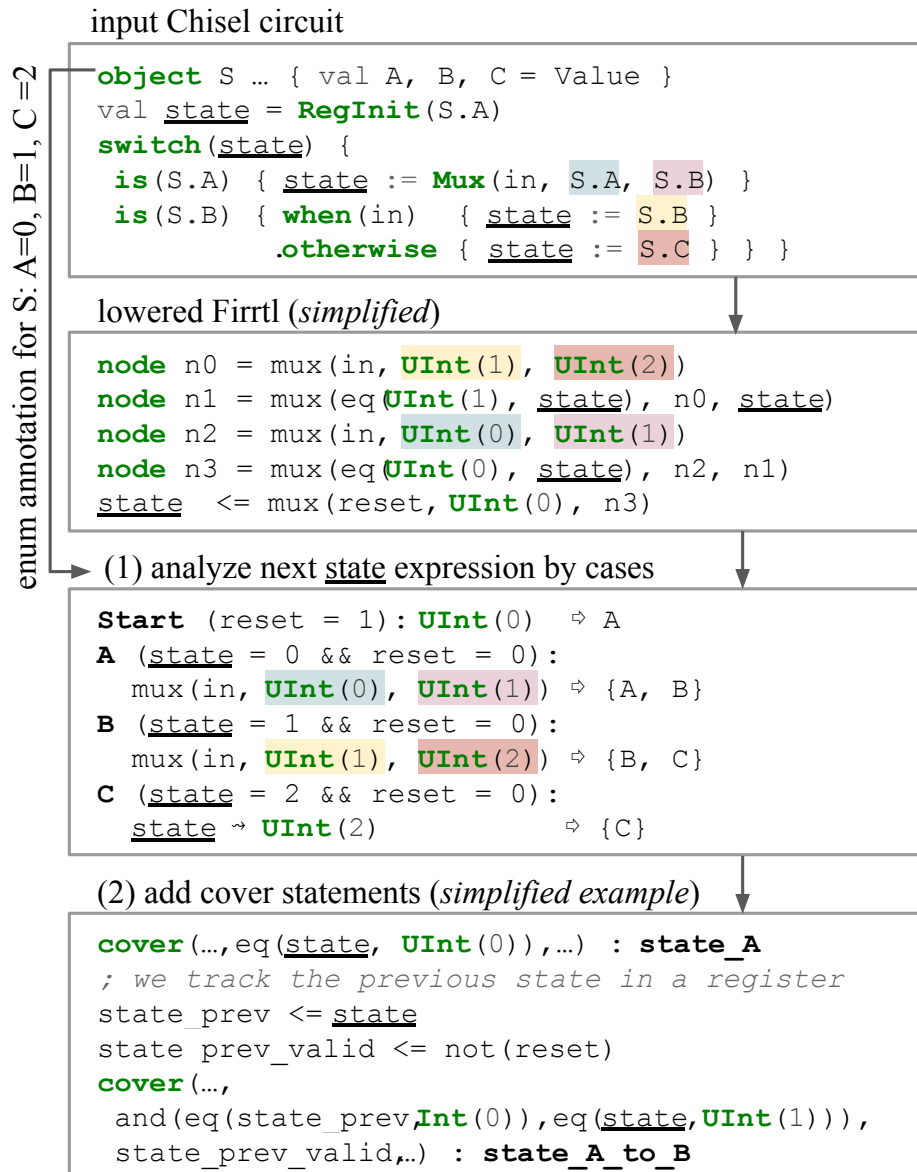 input Chisel circuit
enum annotation for S: A=0, B=1, C =2
object S … { val A, B, C = Value }
val state = RegInit(S.A)
switch(state) {
is(S.A) { state := Mux(in, S.A, S.B) }
is(S.B) { when(in) { state := S.B }
.otherwise { state := S.C } } }
lowered Firrtl (simplified)
node n0 = mux(in, UInt(1), UInt(2))
node n1 = mux(eq(UInt(1), state), n0, state)
node n2 = mux(in, UInt(0), UInt(1))
node n3 = mux(eq(UInt(0), state), n2, n1)
state <= mux(reset, UInt(0), n3)
(1) analyze next state expression by cases
Start (reset = 1): UInt(0) ⇨ A
A (state = 0 && reset = 0):
mux(in, UInt(0), UInt(1)) ⇨ {A, B}
B (state = 1 && reset = 0):
mux(in, UInt(1), UInt(2)) ⇨ {B, C}
C (state = 2 && reset = 0):
state ⇝ UInt(2) ⇨ {C}
(2) add cover statements (simplified example)
cover(…,eq(state, UInt(0)),…) : state_A
; we track the previous state in a register
state_prev <= state
state prev_valid <= not(reset)
cover(…,
and(eq(state_prev,Int(0)),eq(state,UInt(1))),
state_prev_valid,…) : state_A_to_B